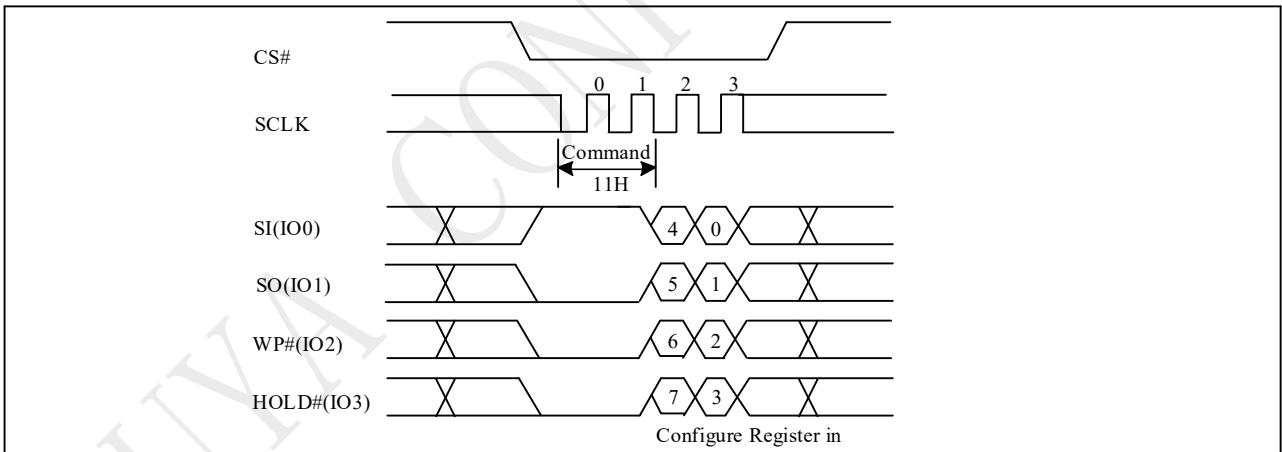 CS#
0 1 2 3
SCLK
Command
11H
SI(IO0) 4 0
SO(IO1) 5 1
WP#(IO2) 6 2
HOLD#(IO3) 7 3
Configure Register in